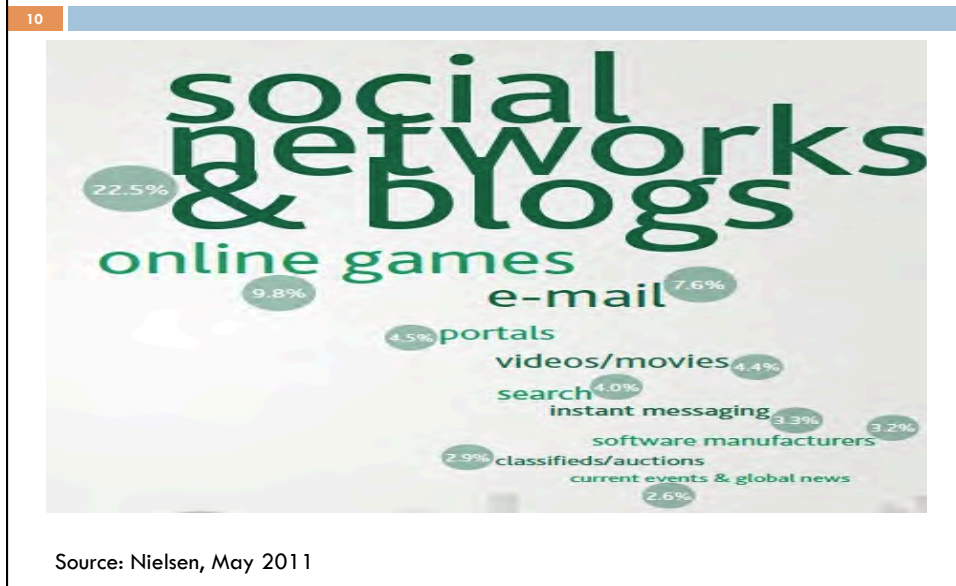 10
social
networks
22.5% & blogs
online games
9.8%
e-mail 7.6%
4.5% portals
videos/movies 4.4%
search 4.0%
instant messaging 3.3%
software manufacturers 3.2%
2.9% classifieds/auctions
current events & global news
2.6%
Source: Nielsen, May 2011